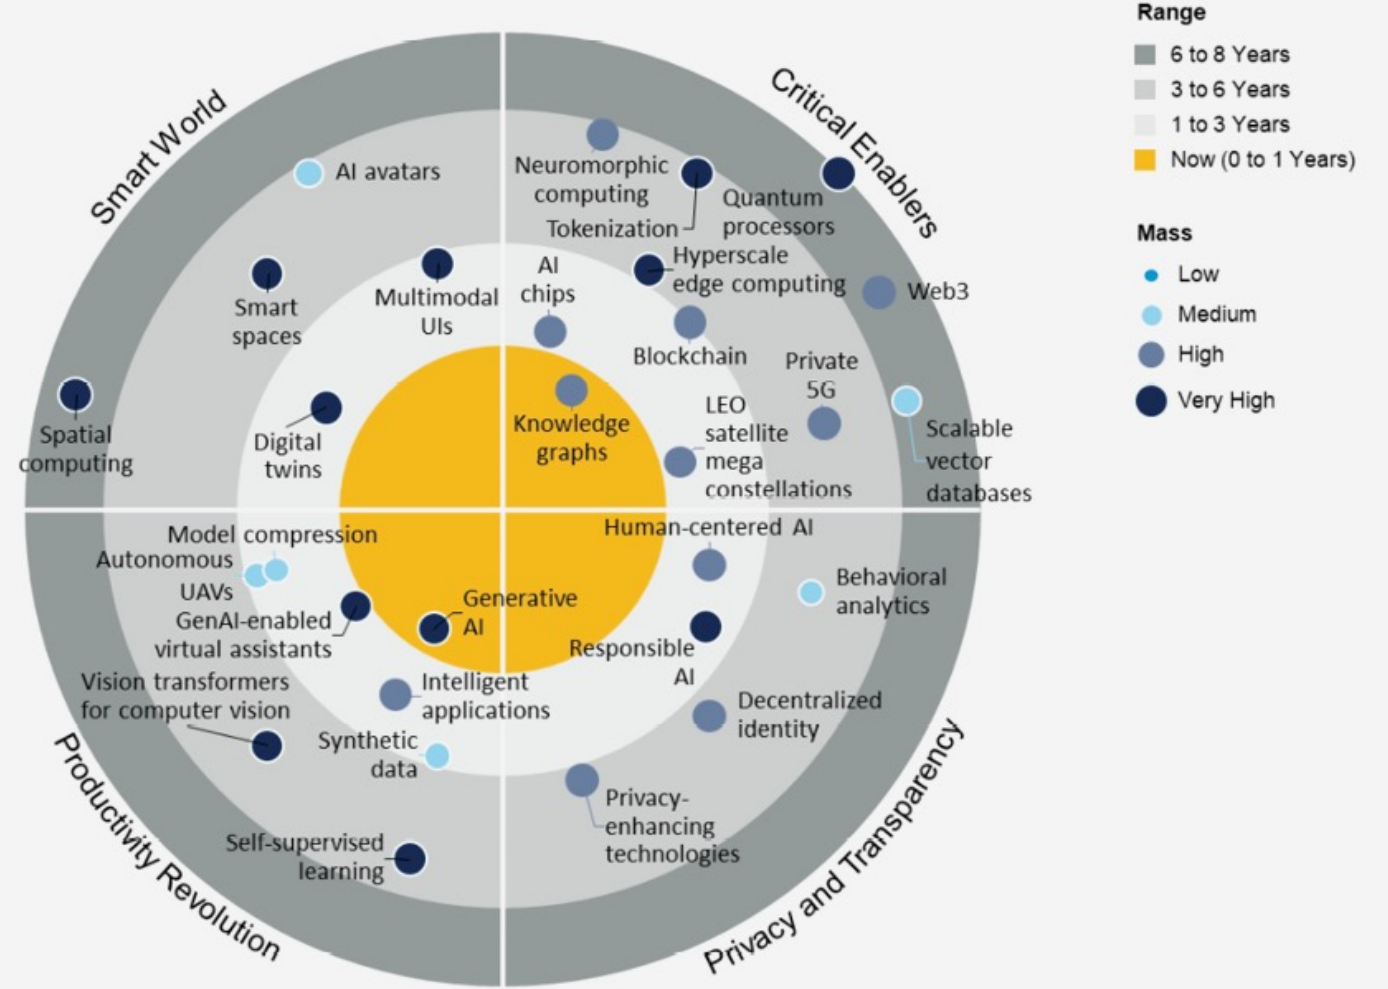 Smart World
AI avatars
Smart
spaces
Multimodal
UIs
Spatial
computing
Digital
twins
Critical Enablers
Neuromorphic
computing
Tokenization
Quantum
processors
AI
chips
Hyperscale
edge computing
Web3
Blockchain
Private
5G
Knowledge
graphs
LEO
satellite
mega
constellations
Scalable
vector
databases
Model compression
Autonomous
UAVs
GenAI-enabled
virtual assistants
Generative
AI
Vision transformers
for computer vision
Intelligent
applications
Synthetic
data
Self-supervised
learning
Productivity Revolution
Human-centered AI
Behavioral
analytics
Responsible
AI
Decentralized
identity
Privacy-
enhancing
technologies
Privacy and Transparency
Range
6 to 8 Years
3 to 6 Years
1 to 3 Years
Now (0 to 1 Years)
Mass
Low
Medium
High
Very High